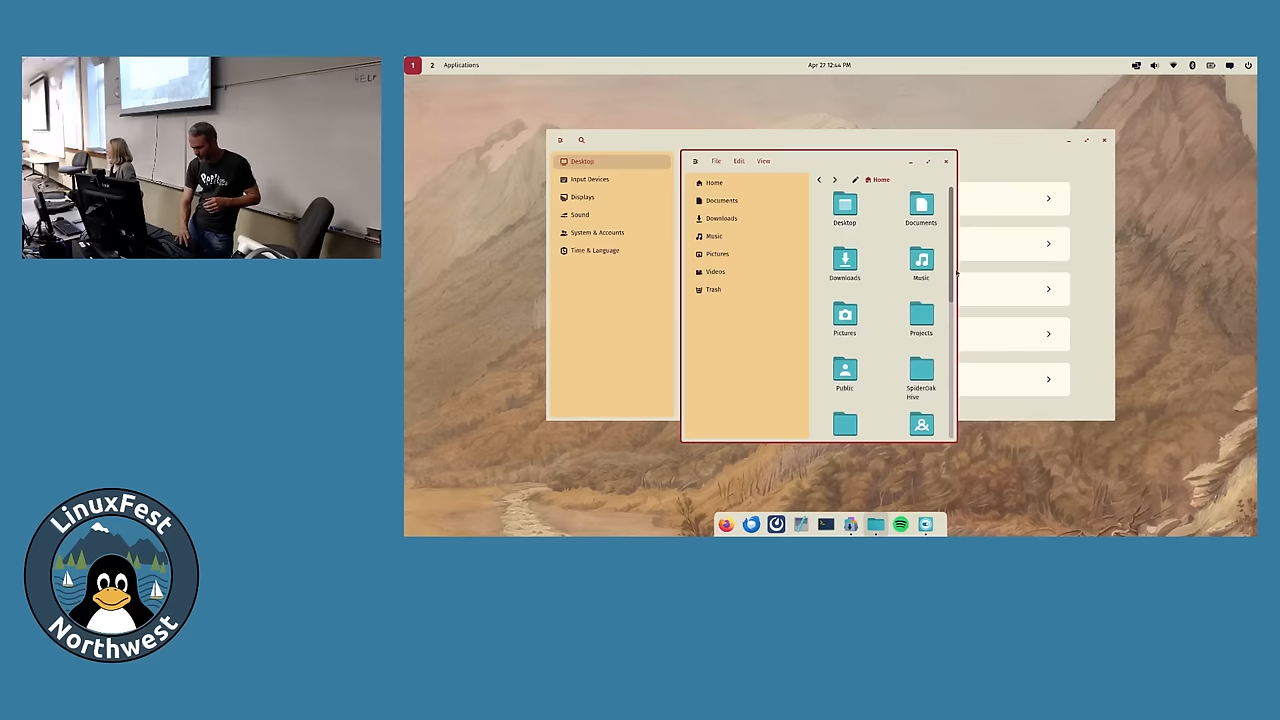 1 2 Applications
Apr 27 12:44 PM
Desktop
Input Devices
Displays
Sound
System & Accounts
Time & Language
File Edit View
Home
Documents
Downloads
Music
Pictures
Videos
Trash
Home
Desktop Documents
Downloads Music
Pictures Projects
Public SpiderOak
Hive
LinuxFest
Northwest